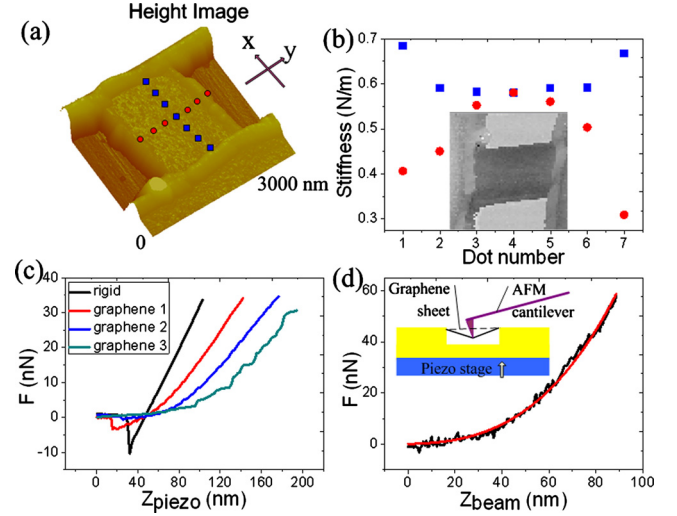 Height Image
(a)
x
y
3000 nm
0
(b)
Stiffness (N/m)
0.7
0.6
0.5
0.4
0.3
1 2 3 4 5 6 7
Dot number
(c)
F (nN)
40
30
20
10
0
-10
rigid
graphene 1
graphene 2
graphene 3
0 40 80 120 160 200
Zpiezo (nm)
(d)
F (nN)
60
40
20
0
Graphene
sheet
AFM
cantilever
Piezo stage
0 20 40 60 80 100
Zbeam (nm)